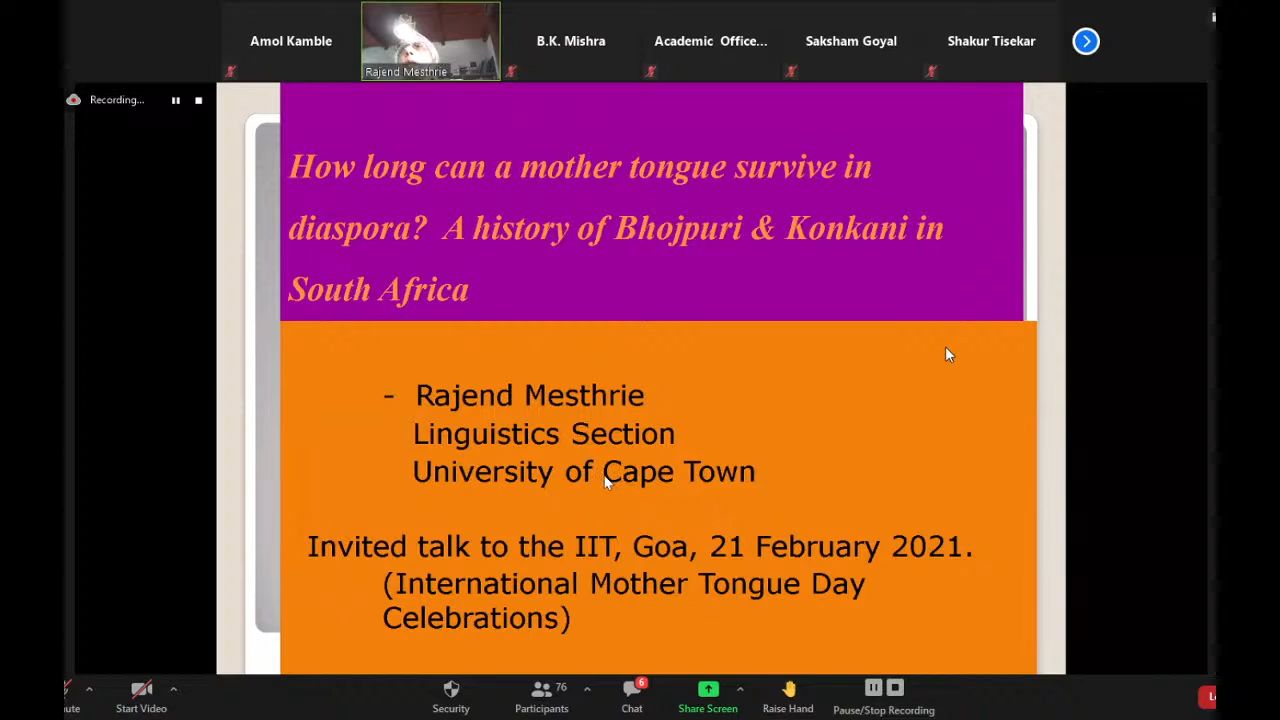 Amol Kamble
Rajend Mesthrie
B.K. Mishra
Academic Office...
Saksham Goyal
Shakur Tisekar
Recording...
How long can a mother tongue survive in
diaspora? A history of Bhojpuri & Konkani in
South Africa
- Rajend Mesthrie
Linguistics Section
University of Cape Town
Invited talk to the IIT, Goa, 21 February 2021.
(International Mother Tongue Day
Celebrations)
Start Video
Security
Participants
76
Chat
6
Share Screen
Raise Hand
Pause/Stop Recording